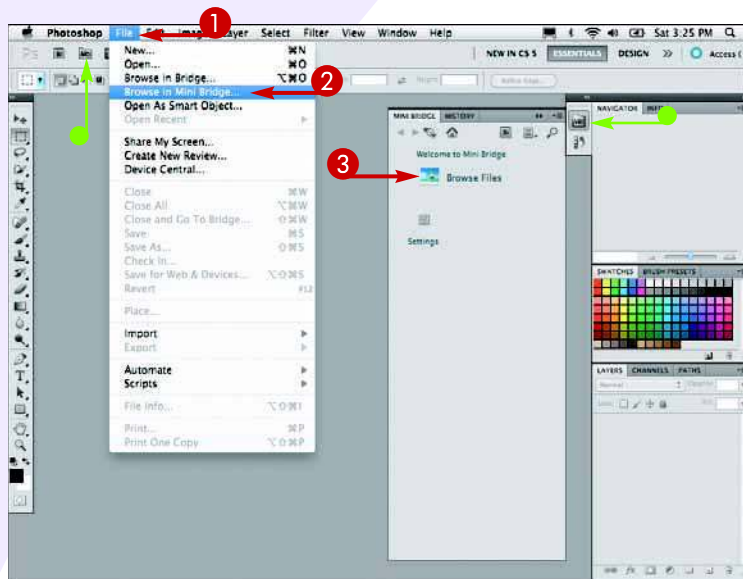 1
Photoshop File Edit Image Layer Select Filter View Window Help Sat 3:25 PM
NEW IN CS 5 ESSENTIALS DESIGN Access
New... ⌘N
Open... ⌘O
Browse in Bridge... ⌥⌘O
2
Browse in Mini Bridge...
Open As Smart Object...
Open Recent
Share My Screen...
Create New Review...
Device Central...
Close ⌘W
Close All ⌥⌘W
Close and Go To Bridge... ⇧⌘W
Save ⌘S
Save As... ⇧⌘S
Check In...
Save for Web & Devices... ⌥⇧⌘S
Revert F12
Place...
Import
Export
Automate
Scripts
File Info... ⌥⇧⌘I
Print... ⌘P
Print One Copy ⌥⇧⌘P
MINI BRIDGE HISTORY
Welcome to Mini Bridge
3
Browse Files
Settings
NAVIGATOR
SWATCHES BRUSH PRESETS
LAYERS CHANNELS PATHS
Normal